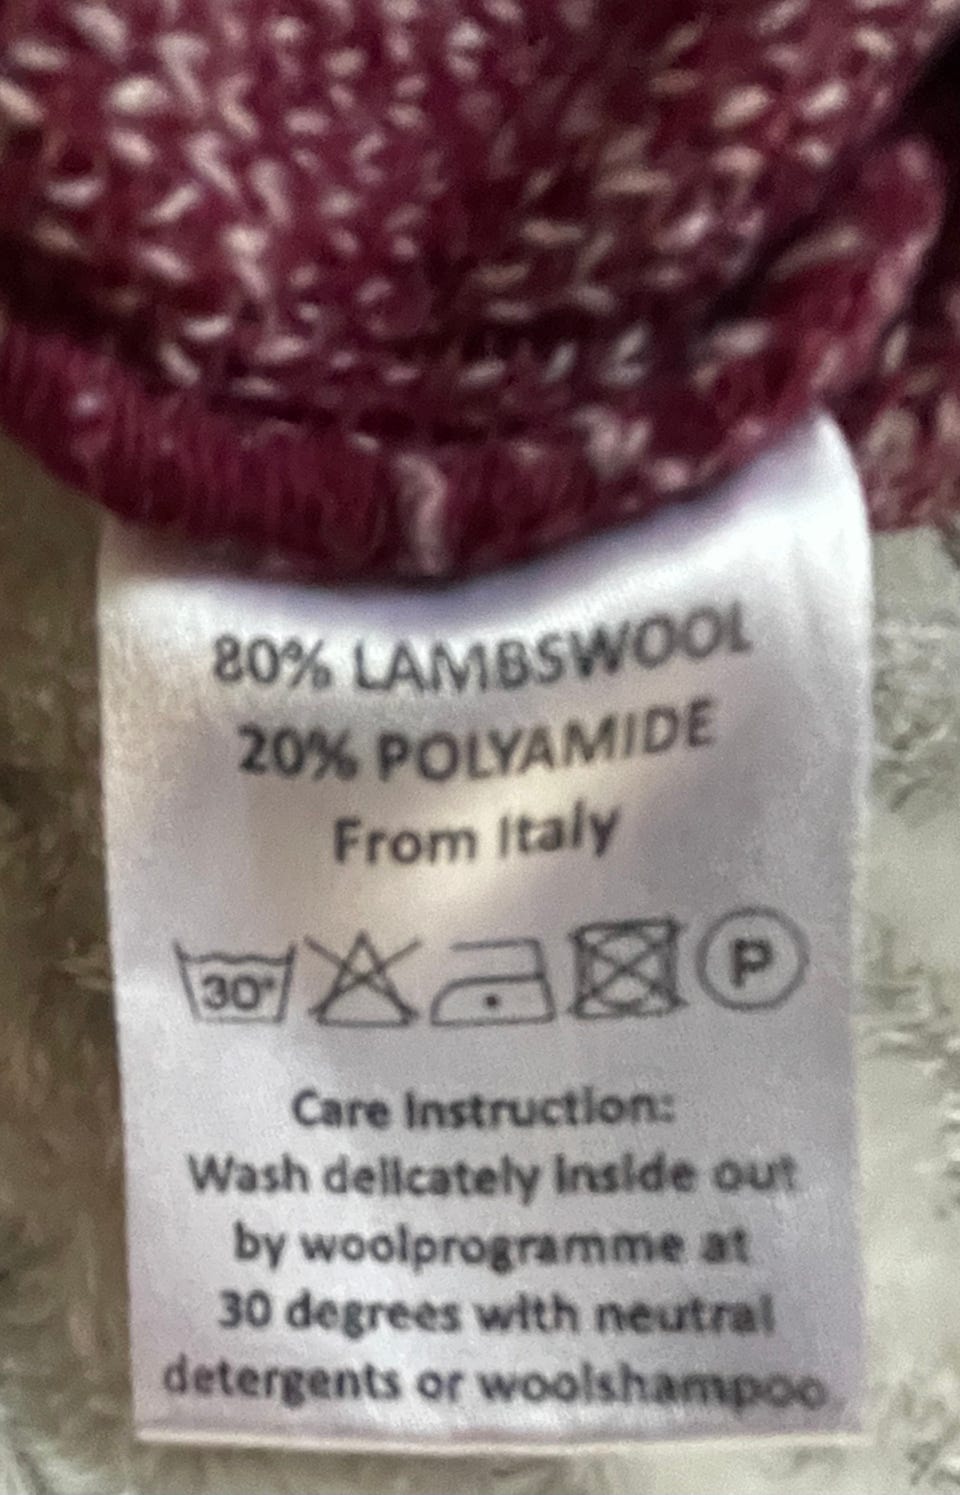 80% LAMBSWOOL
20% POLYAMIDE
From Italy
30° P
Care Instruction:
Wash delicately inside out
by woolprogramme at
30 degrees with neutral
detergents or woolshampoo